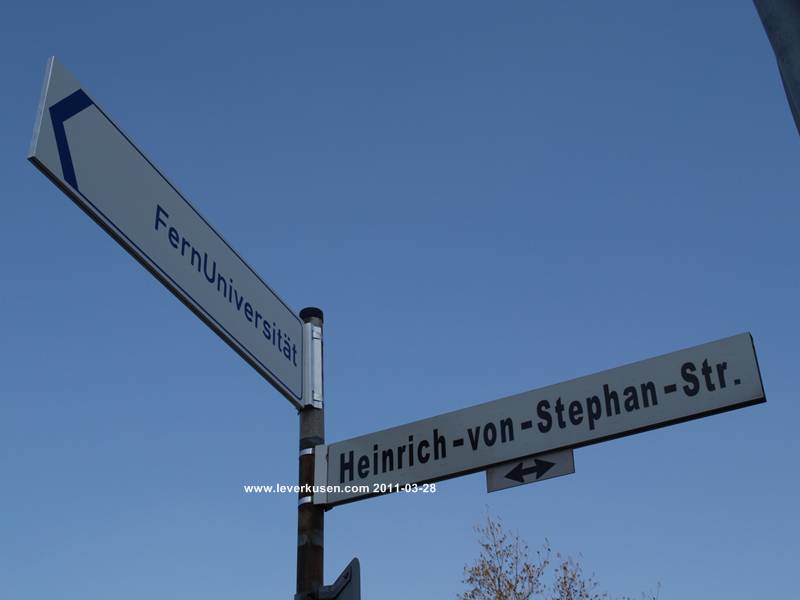 FernUniversität
Heinrich-von-Stephan-Str.
www.leverkusen.com 2011-03-28